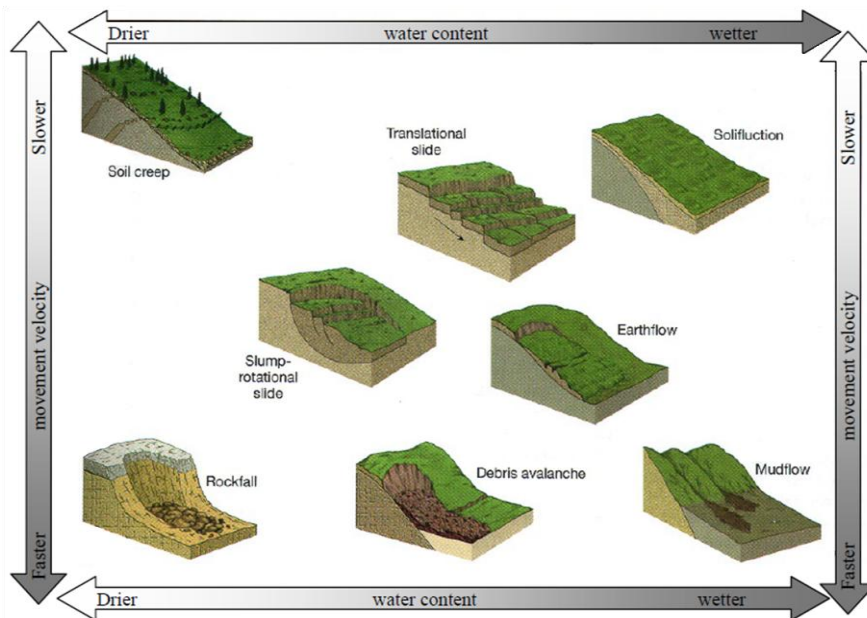 Drier water content wetter
Slower
Slower
Soil creep
Translational
slide
Solifluction
movement velocity
movement velocity
Slump-
rotational
slide
Earthflow
Rockfall
Debris avalanche
Mudflow
Faster
Faster
Drier water content wetter